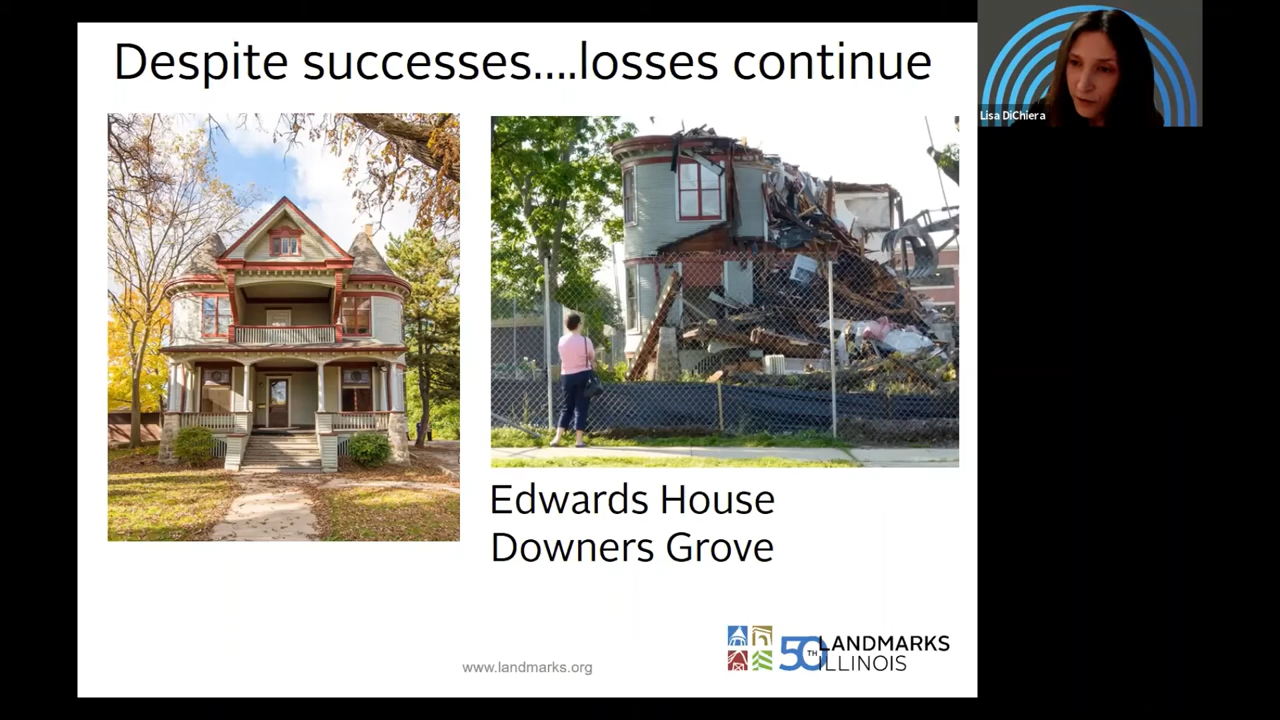 Despite successes....losses continue
Lisa DiChiera
Edwards House
Downers Grove
50TH LANDMARKS
ILLINOIS
www.landmarks.org